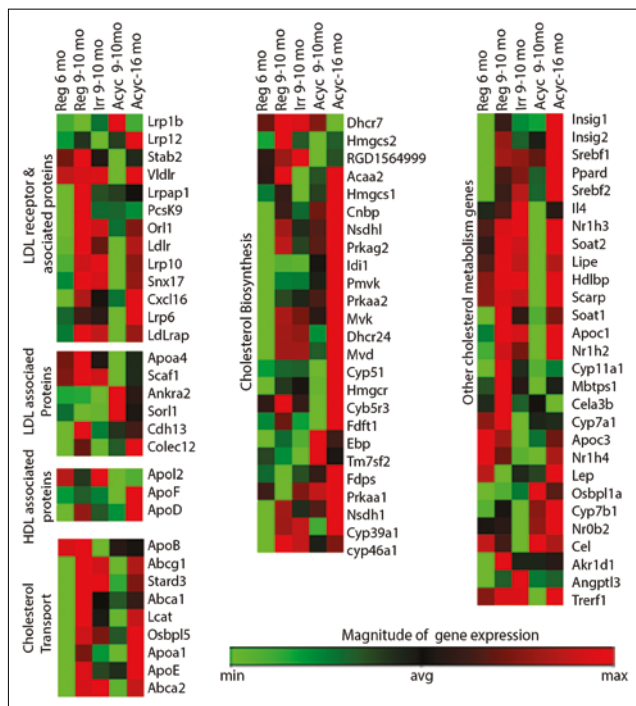 Reg 6 mo
Reg 9-10 mo
Irr 9-10 mo
Acyc 9-10mo
Acyc-16 mo
LDL receptor &
asociated proteins
Lrp1b
Lrp12
Stab2
Vldlr
Lrpap1
PcsK9
Orl1
Ldlr
Lrp10
Snx17
Cxcl16
Lrp6
LdLrap
LDL associaed
Proteins
Apoa4
Scaf1
Ankra2
Sorl1
Cdh13
Colec12
HDL associated
proteins
Apol2
ApoF
ApoD
Cholesterol
Transport
ApoB
Abcg1
Stard3
Abca1
Lcat
Osbpl5
Apoa1
ApoE
Abca2
Reg 6 mo
Reg 9-10 mo
Irr 9-10 mo
Acyc 9-10mo
Acyc-16 mo
Cholesterol Biosynthesis
Dhcr7
Hmgcs2
RGD1564999
Acaa2
Hmgcs1
Cnbp
Nsdhl
Prkag2
Idi1
Pmvk
Prkaa2
Mvk
Dhcr24
Mvd
Cyp51
Hmgcr
Cyb5r3
Fdft1
Ebp
Tm7sf2
Fdps
Prkaa1
Nsdh1
Cyp39a1
cyp46a1
Reg 6 mo
Reg 9-10 mo
Irr 9-10 mo
Acyc 9-10mo
Acyc-16 mo
Other cholesterol metabolism genes
Insig1
Insig2
Srebf1
Ppard
Srebf2
Il4
Nr1h3
Soat2
Lipe
Hdlbp
Scarp
Soat1
Apoc1
Nr1h2
Cyp11a1
Mbtps1
Cela3b
Cyp7a1
Apoc3
Nr1h4
Lep
Osbpl1a
Cyp7b1
Nr0b2
Cel
Akr1d1
Angptl3
Trerf1
Magnitude of gene expression
min avg max